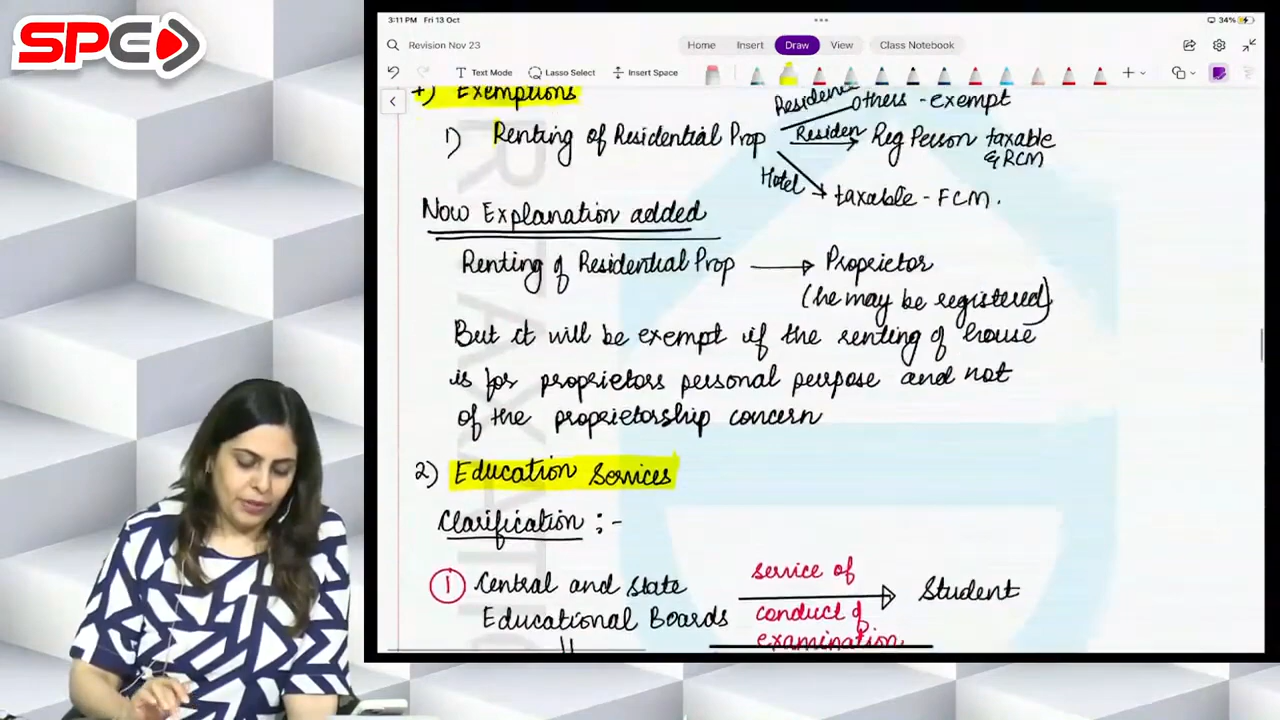 SPC
3:11 PM Fri 13 Oct
34%
Revision Nov 23
Home Insert Draw View Class Notebook
Text Mode Lasso Select Insert Space
+) Exemptions
Residence Others - exempt
1) Renting of Residential Prop Residen Reg Person taxable & RCM
Hotel taxable - FCM.
Now Explanation added
Renting of Residential Prop → Proprietor
(he may be registered)
But it will be exempt if the renting of house
is for proprietors personal purpose and not
of the proprietorship concern
2) Education Services
Clarification :-
service of
1 Central and State → Student
Educational Boards conduct of
examination